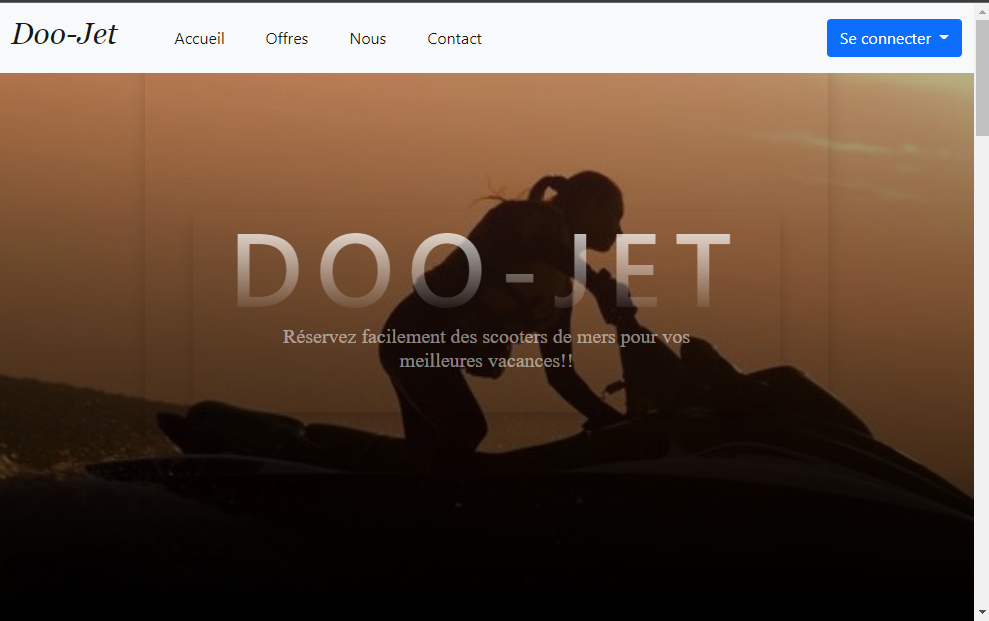 Doo-Jet
Accueil
Offres
Nous
Contact
Se connecter
DOO-JET
Réservez facilement des scooters de mers pour vos
meilleures vacances!!